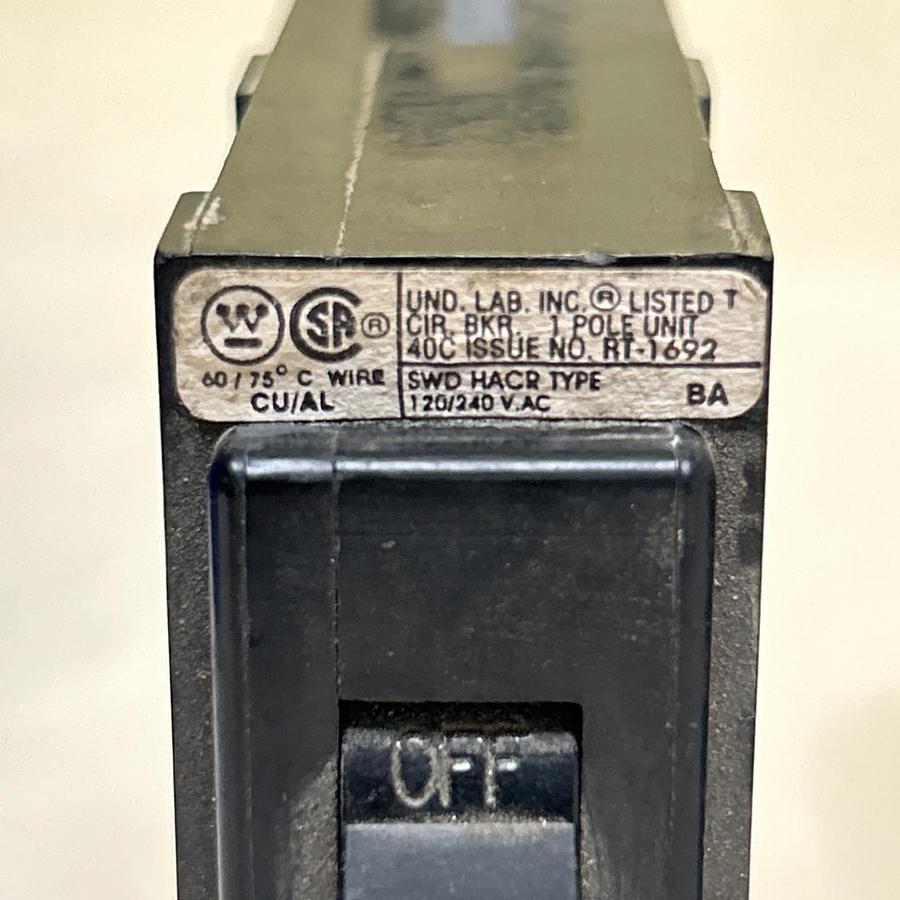 W SA ®
60/75° C WIRE
CU/AL
UND. LAB. INC.® LISTED T
CIR. BKR. 1 POLE UNIT
40C ISSUE NO. RT-1692
SWD HACR TYPE
120/240 V.AC
BA
OFF